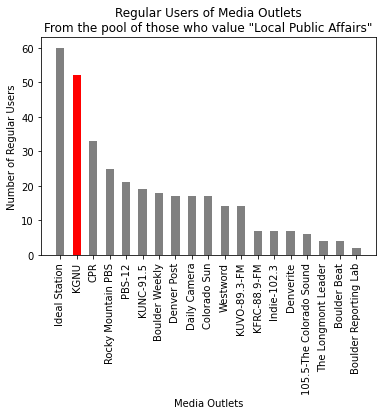 Regular Users of Media Outlets
From the pool of those who value "Local Public Affairs"
Number of Regular Users
60
50
40
30
20
10
0
Ideal Station
KGNU
CPR
Rocky Mountain PBS
PBS-12
KUNC-91.5
Boulder Weekly
Denver Post
Daily Camera
Colorado Sun
Westword
KUVO-89.3-FM
KFRC-88.9-FM
Indie-102.3
Denverite
105.5-The Colorado Sound
The Longmont Leader
Boulder Beat
Boulder Reporting Lab
Media Outlets